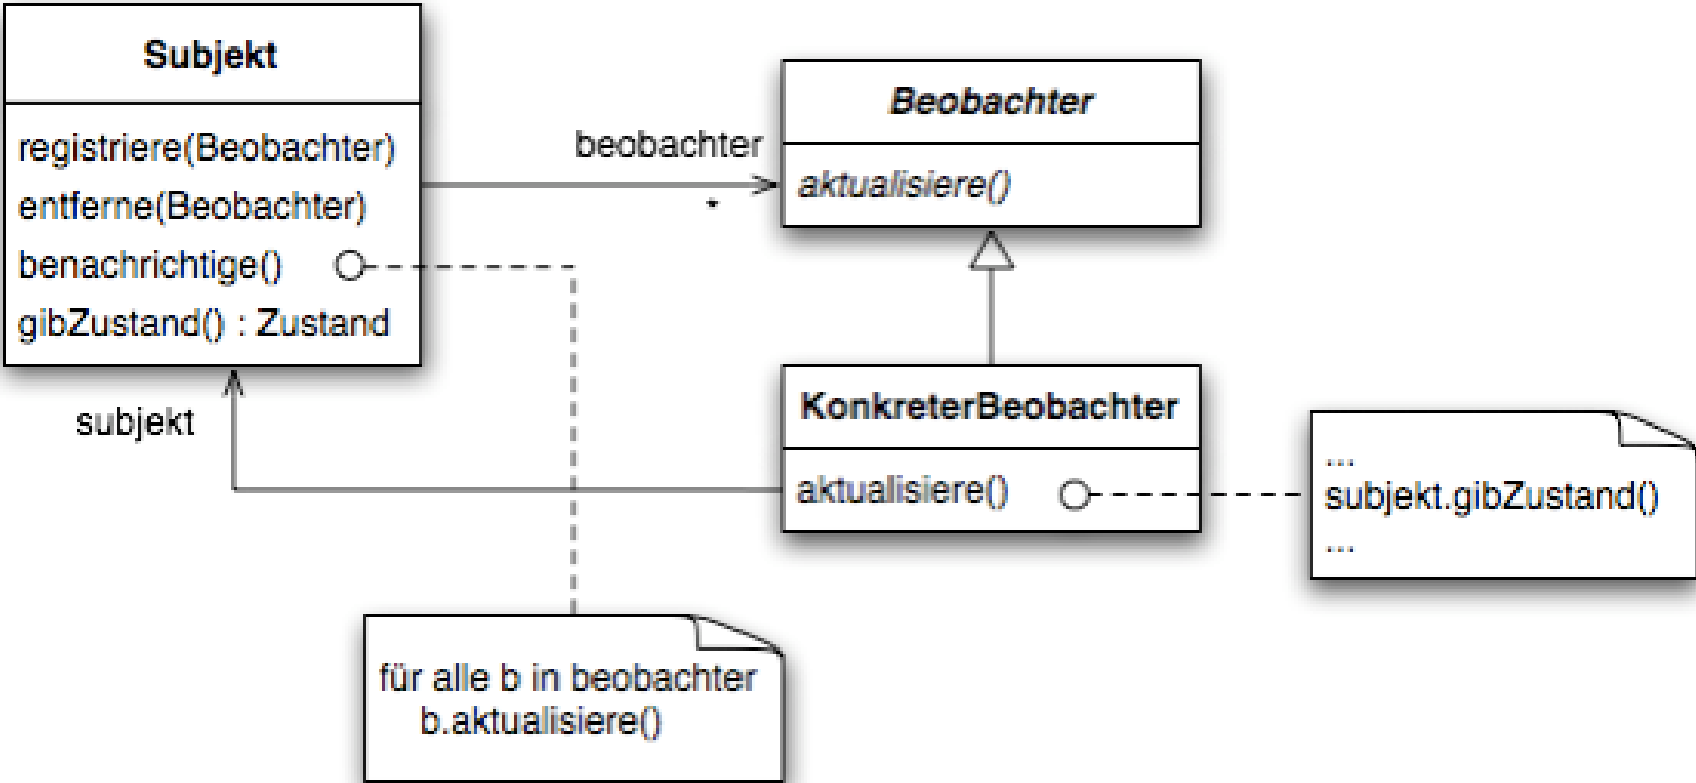 Subjekt
registriere(Beobachter)
entferne(Beobachter)
benachrichtige()
gibZustand() : Zustand
beobachter
*
Beobachter
aktualisiere()
subjekt
KonkreterBeobachter
aktualisiere()
...
subjekt.gibZustand()
...
für alle b in beobachter
b.aktualisiere()